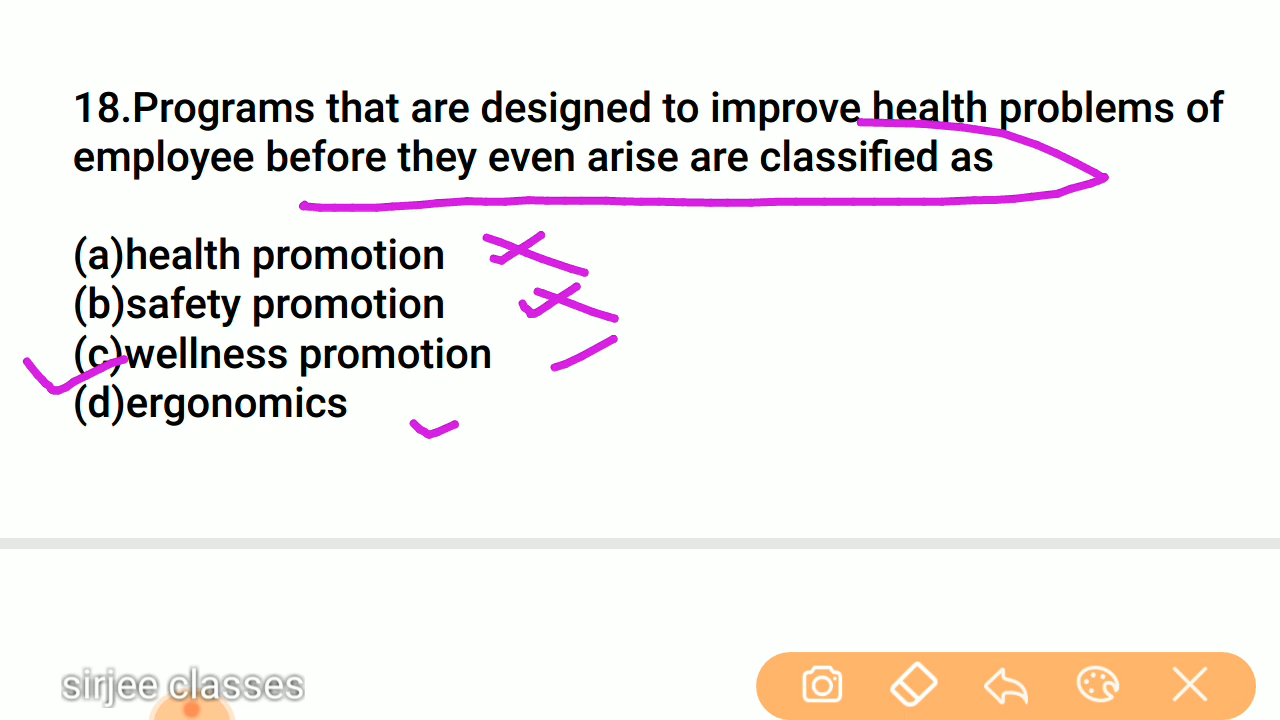 18.Programs that are designed to improve health problems of
employee before they even arise are classified as
(a)health promotion
(b)safety promotion
(c)wellness promotion
(d)ergonomics
sirjee classes